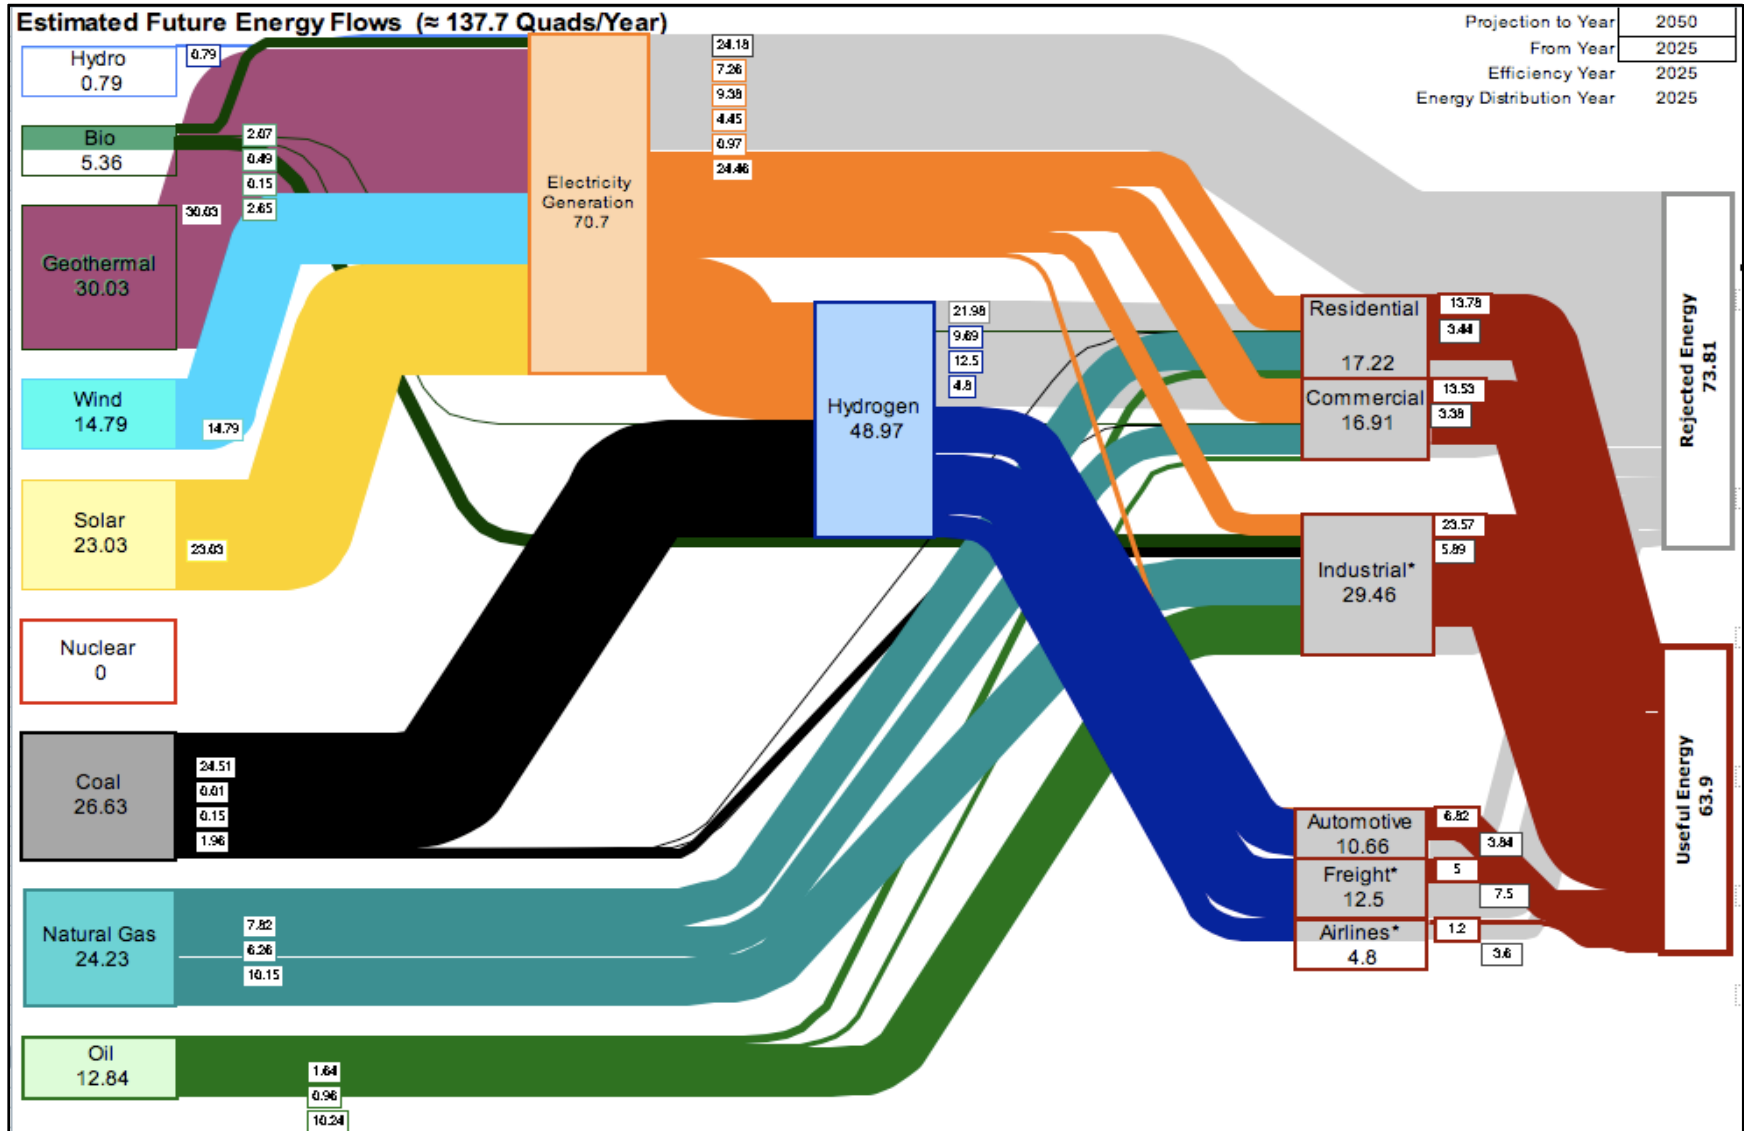 Estimated Future Energy Flows (≈ 137.7 Quads/Year)
Projection to Year 2050
From Year 2025
Efficiency Year 2025
Energy Distribution Year 2025
Hydro
0.79
0.79
Bio
5.36
2.07
0.49
0.15
2.65
Geothermal
30.03
30.03
Wind
14.79
14.79
Solar
23.03
23.03
Nuclear
0
Coal
26.63
24.51
0.01
0.15
1.96
Natural Gas
24.23
7.82
6.26
10.15
Oil
12.84
1.64
0.96
10.24
Electricity
Generation
70.7
24.18
7.26
9.38
4.45
0.97
24.46
Hydrogen
48.97
21.98
9.69
12.5
4.8
Residential
17.22
13.78
3.44
Commercial
16.91
13.53
3.38
Industrial*
29.46
23.57
5.89
Automotive
10.66
6.82
3.84
Freight*
12.5
5
7.5
Airlines*
4.8
1.2
3.6
Rejected Energy
73.81
Useful Energy
63.9